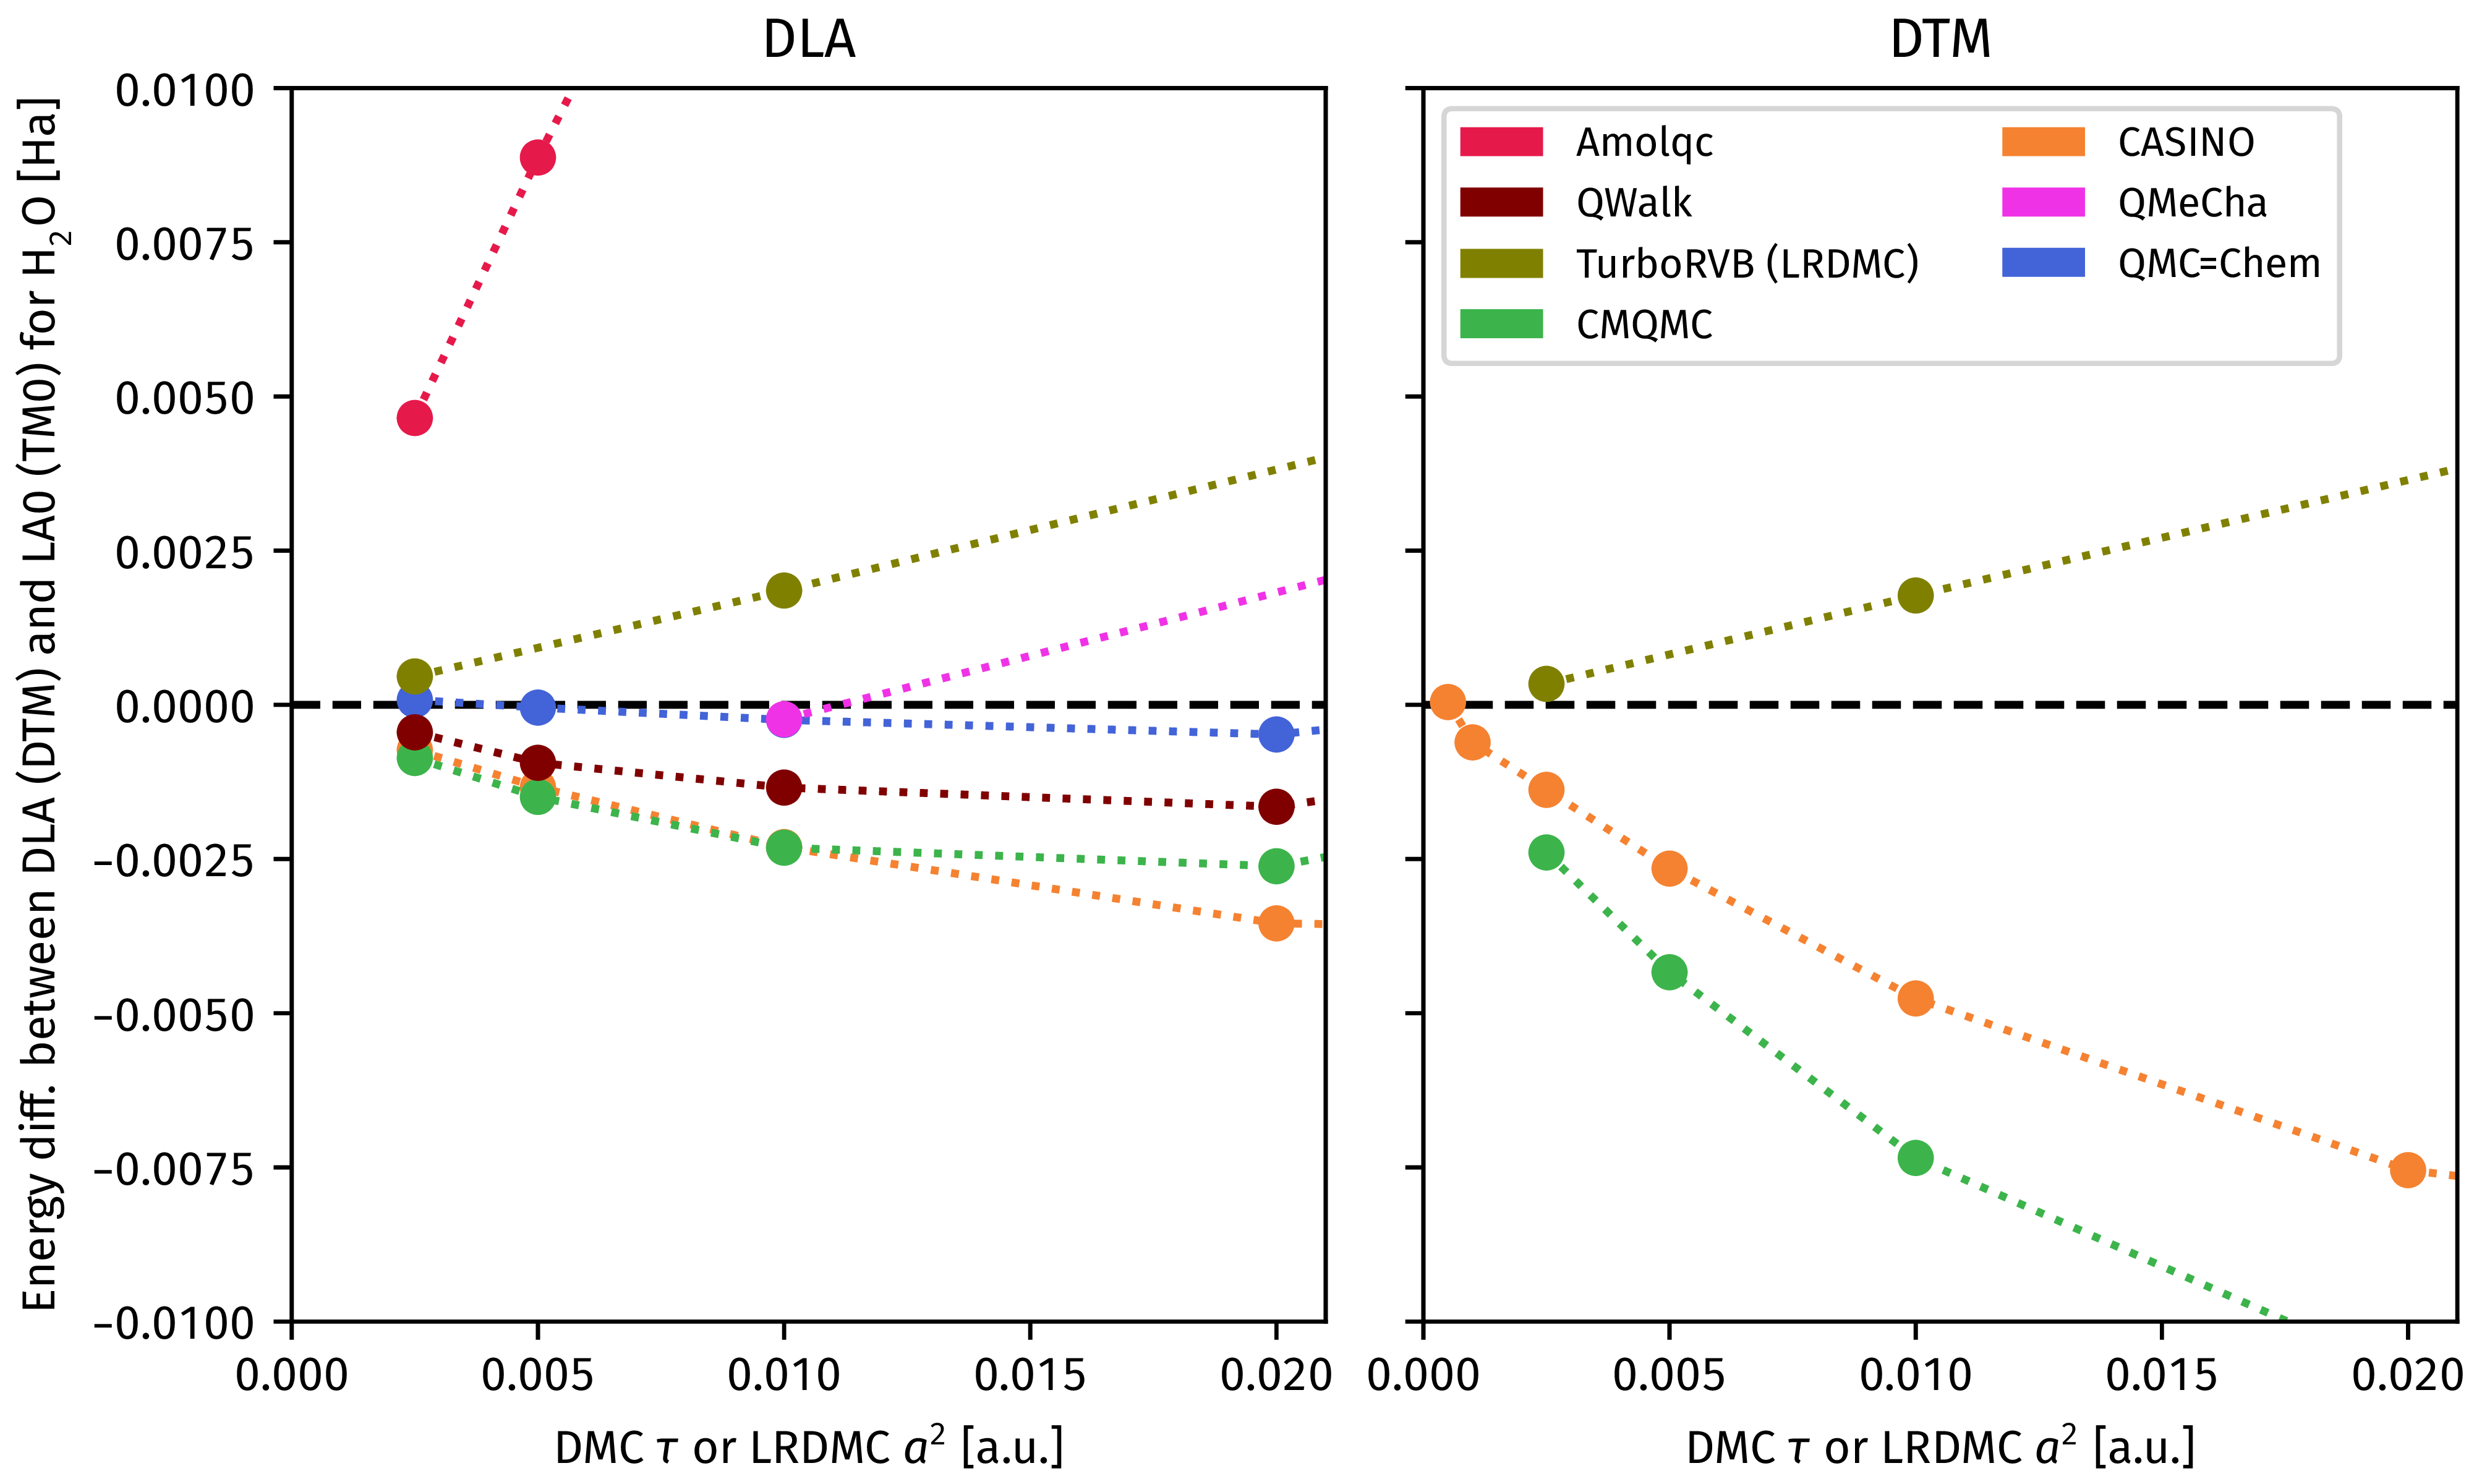 DLA
DTM
Energy diff. between DLA (DTM) and LA0 (TM0) for H₂O [Ha]
0.0100
0.0075
0.0050
0.0025
0.0000
−0.0025
−0.0050
−0.0075
−0.0100
0.000 0.005 0.010 0.015 0.020
DMC τ or LRDMC a² [a.u.]
Amolqc
QWalk
TurboRVB (LRDMC)
CMQMC
CASINO
QMeCha
QMC=Chem
0.000 0.005 0.010 0.015 0.020
DMC τ or LRDMC a² [a.u.]